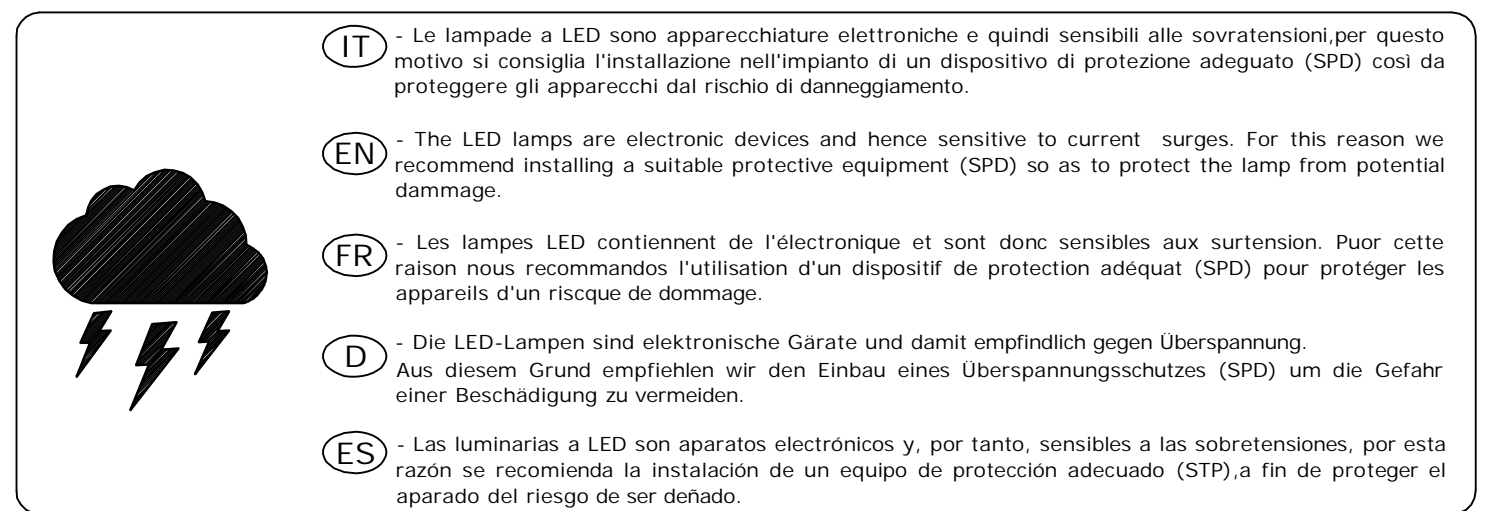 IT - Le lampade a LED sono apparecchiature elettroniche e quindi sensibili alle sovratensioni,per questo
motivo si consiglia l'installazione nell'impianto di un dispositivo di protezione adeguato (SPD) così da
proteggere gli apparecchi dal rischio di danneggiamento.
EN - The LED lamps are electronic devices and hence sensitive to current surges. For this reason we
recommend installing a suitable protective equipment (SPD) so as to protect the lamp from potential
dammage.
FR - Les lampes LED contiennent de l'électronique et sont donc sensibles aux surtension. Puor cette
raison nous recommandos l'utilisation d'un dispositif de protection adéquat (SPD) pour protéger les
appareils d'un riscque de dommage.
D - Die LED-Lampen sind elektronische Gärate und damit empfindlich gegen Überspannung.
Aus diesem Grund empfiehlen wir den Einbau eines Überspannungsschutzes (SPD) um die Gefahr
einer Beschädigung zu vermeiden.
ES - Las luminarias a LED son aparatos electrónicos y, por tanto, sensibles a las sobretensiones, por esta
razón se recomienda la instalación de un equipo de protección adecuado (STP),a fin de proteger el
aparado del riesgo de ser deñado.